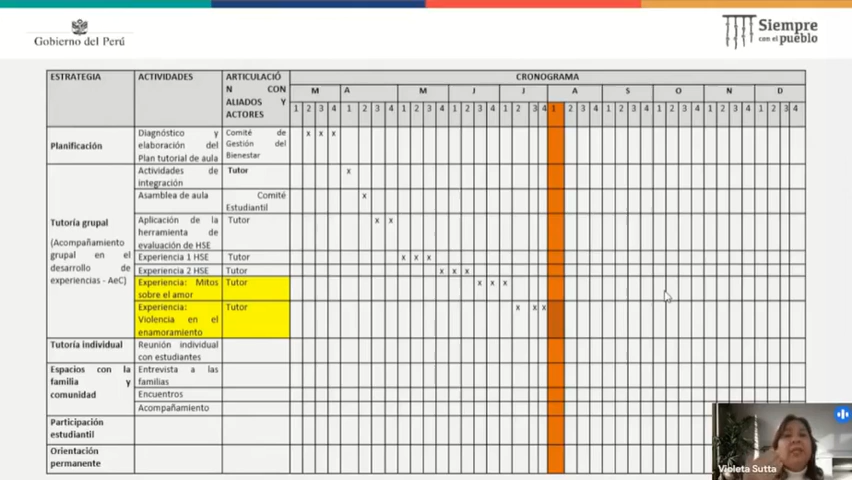 Gobierno del Perú
Siempre
con el pueblo
ESTRATEGIA ACTIVIDADES ARTICULACIÓ
N CON
ALIADOS Y
ACTORES CRONOGRAMA
M A M J J A S O N D
1 2 3 4 1 2 3 4 1 2 3 4 1 2 3 4 1 2 3 4 1 2 3 4 1 2 3 4 1 2 3 4 1 2 3 4 1 2 3 4
Planificación
Diagnóstico y
elaboración del
Plan tutorial de aula
Comité de
Gestión del
Bienestar
x x x
Tutoría grupal
(Acompañamiento
grupal en el
desarrollo de
experiencias - AeC)
Actividades de
integración
Tutor
x
Asamblea de aula
Comité
Estudiantil
x
Aplicación de la
herramienta de
evaluación de HSE
Tutor
x x
Experiencia 1 HSE Tutor x x x
Experiencia 2 HSE Tutor x x x
Experiencia: Mitos
sobre el amor
Tutor
x x x
Experiencia:
Violencia en el
enamoramiento
Tutor
x x x
Tutoría individual
Reunión individual
con estudiantes
Espacios con la
familia y
comunidad
Entrevista a las
familias
Encuentros
Acompañamiento
Participación
estudiantil
Orientación
permanente
Violeta Sutta